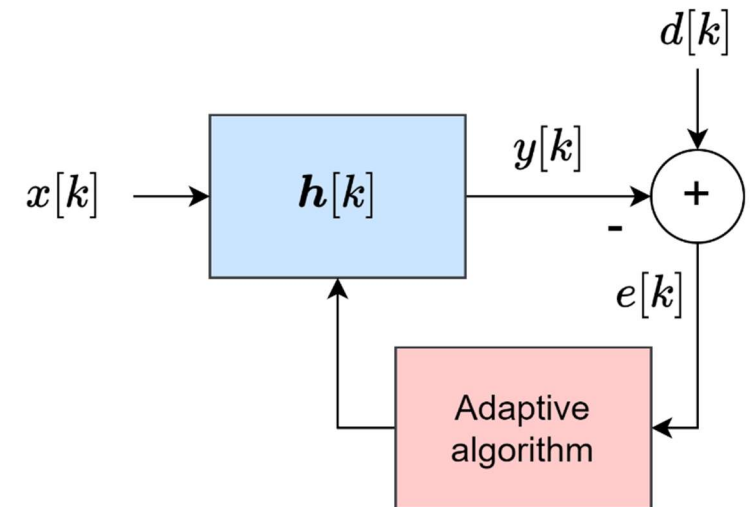 d[k]
y[k]
x[k]
h[k]
+
-
e[k]
Adaptive
algorithm